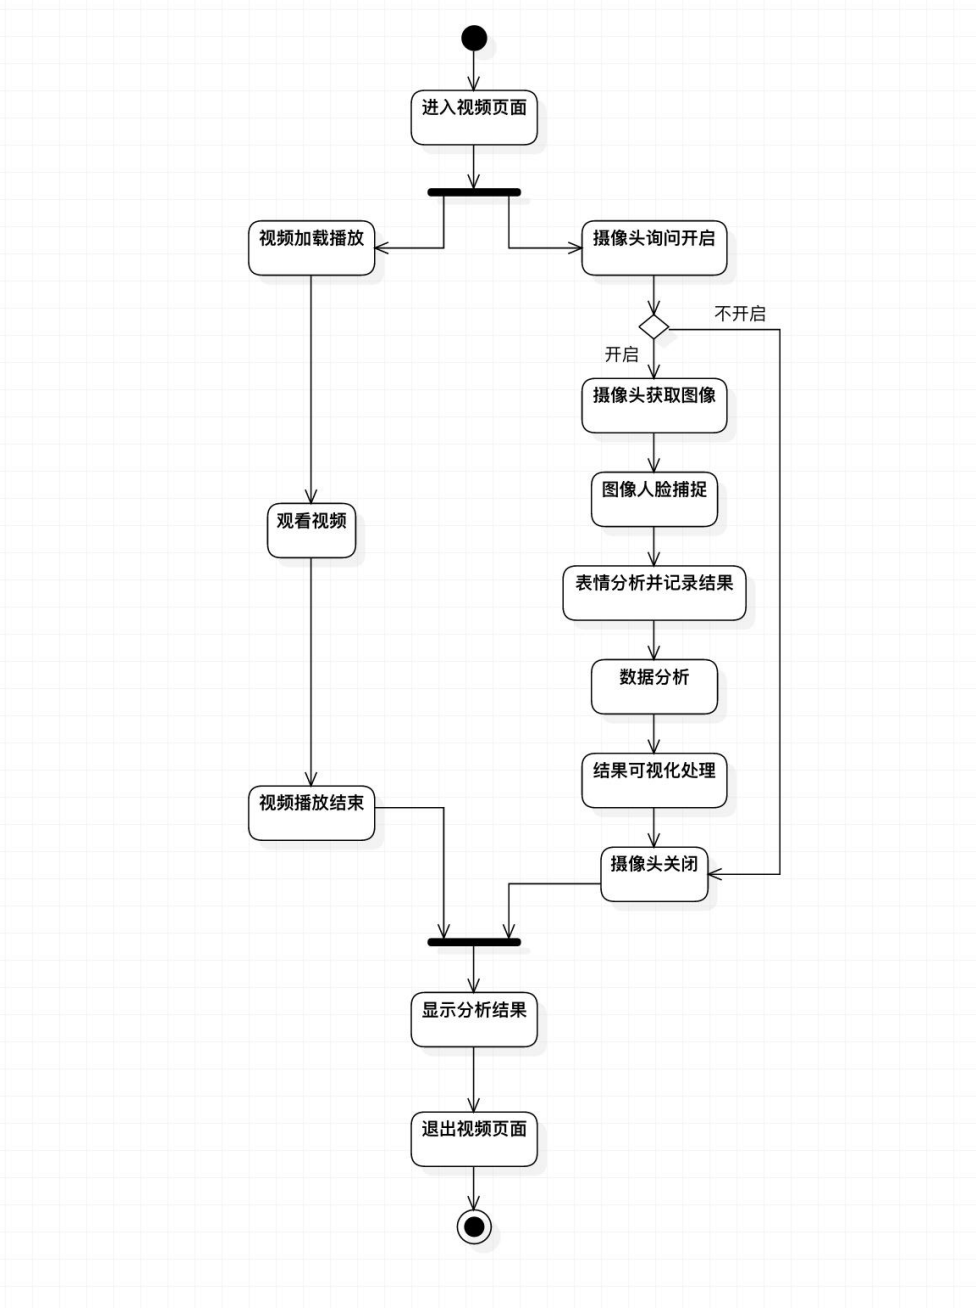 进入视频页面
视频加载播放
摄像头询问开启
不开启
开启
摄像头获取图像
图像人脸捕捉
观看视频
表情分析并记录结果
数据分析
结果可视化处理
视频播放结束
摄像头关闭
显示分析结果
退出视频页面